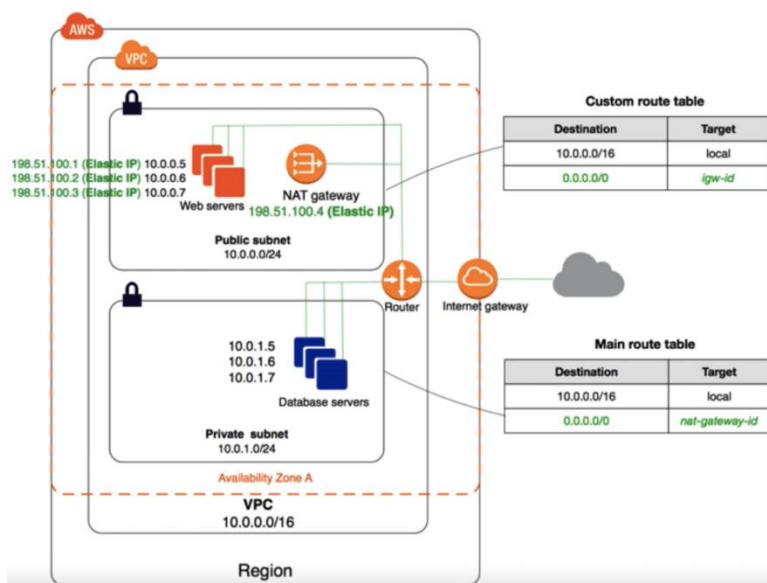 AWS
VPC
198.51.100.1 (Elastic IP) 10.0.0.5
198.51.100.2 (Elastic IP) 10.0.0.6
198.51.100.3 (Elastic IP) 10.0.0.7
Web servers
NAT gateway
198.51.100.4 (Elastic IP)
Public subnet
10.0.0.0/24
Custom route table
Destination Target
10.0.0.0/16 local
0.0.0.0/0 igw-id
Router
Internet gateway
10.0.1.5
10.0.1.6
10.0.1.7
Database servers
Private subnet
10.0.1.0/24
Main route table
Destination Target
10.0.0.0/16 local
0.0.0.0/0 nat-gateway-id
Availability Zone A
VPC
10.0.0.0/16
Region